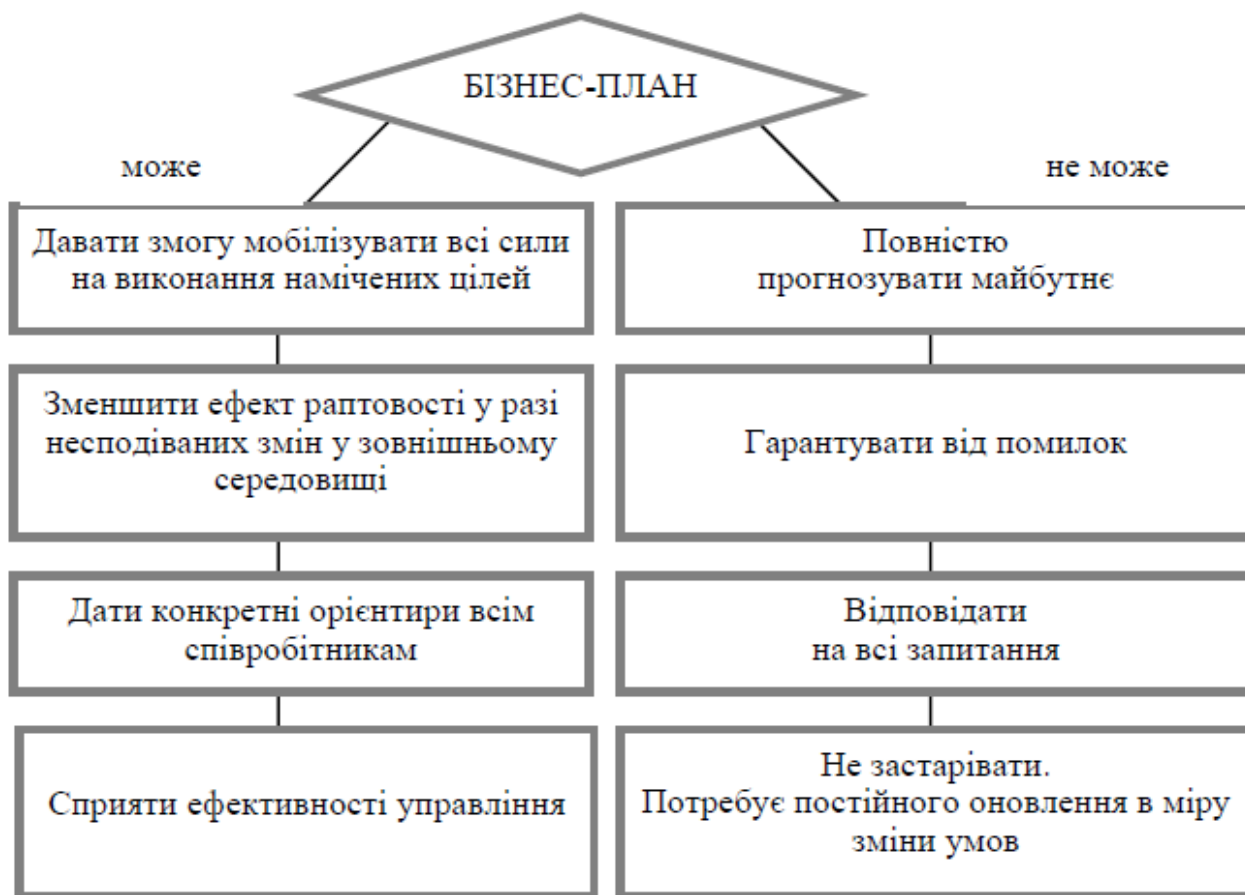 БІЗНЕС-ПЛАН
може
не може
Давати змогу мобілізувати всі сили
на виконання намічених цілей
Повністю
прогнозувати майбутнє
Зменшити ефект раптовості у разі
несподіваних змін у зовнішньому
середовищі
Гарантувати від помилок
Дати конкретні орієнтири всім
співробітникам
Відповідати
на всі запитання
Сприяти ефективності управління
Не застарівати.
Потребує постійного оновлення в міру
зміни умов